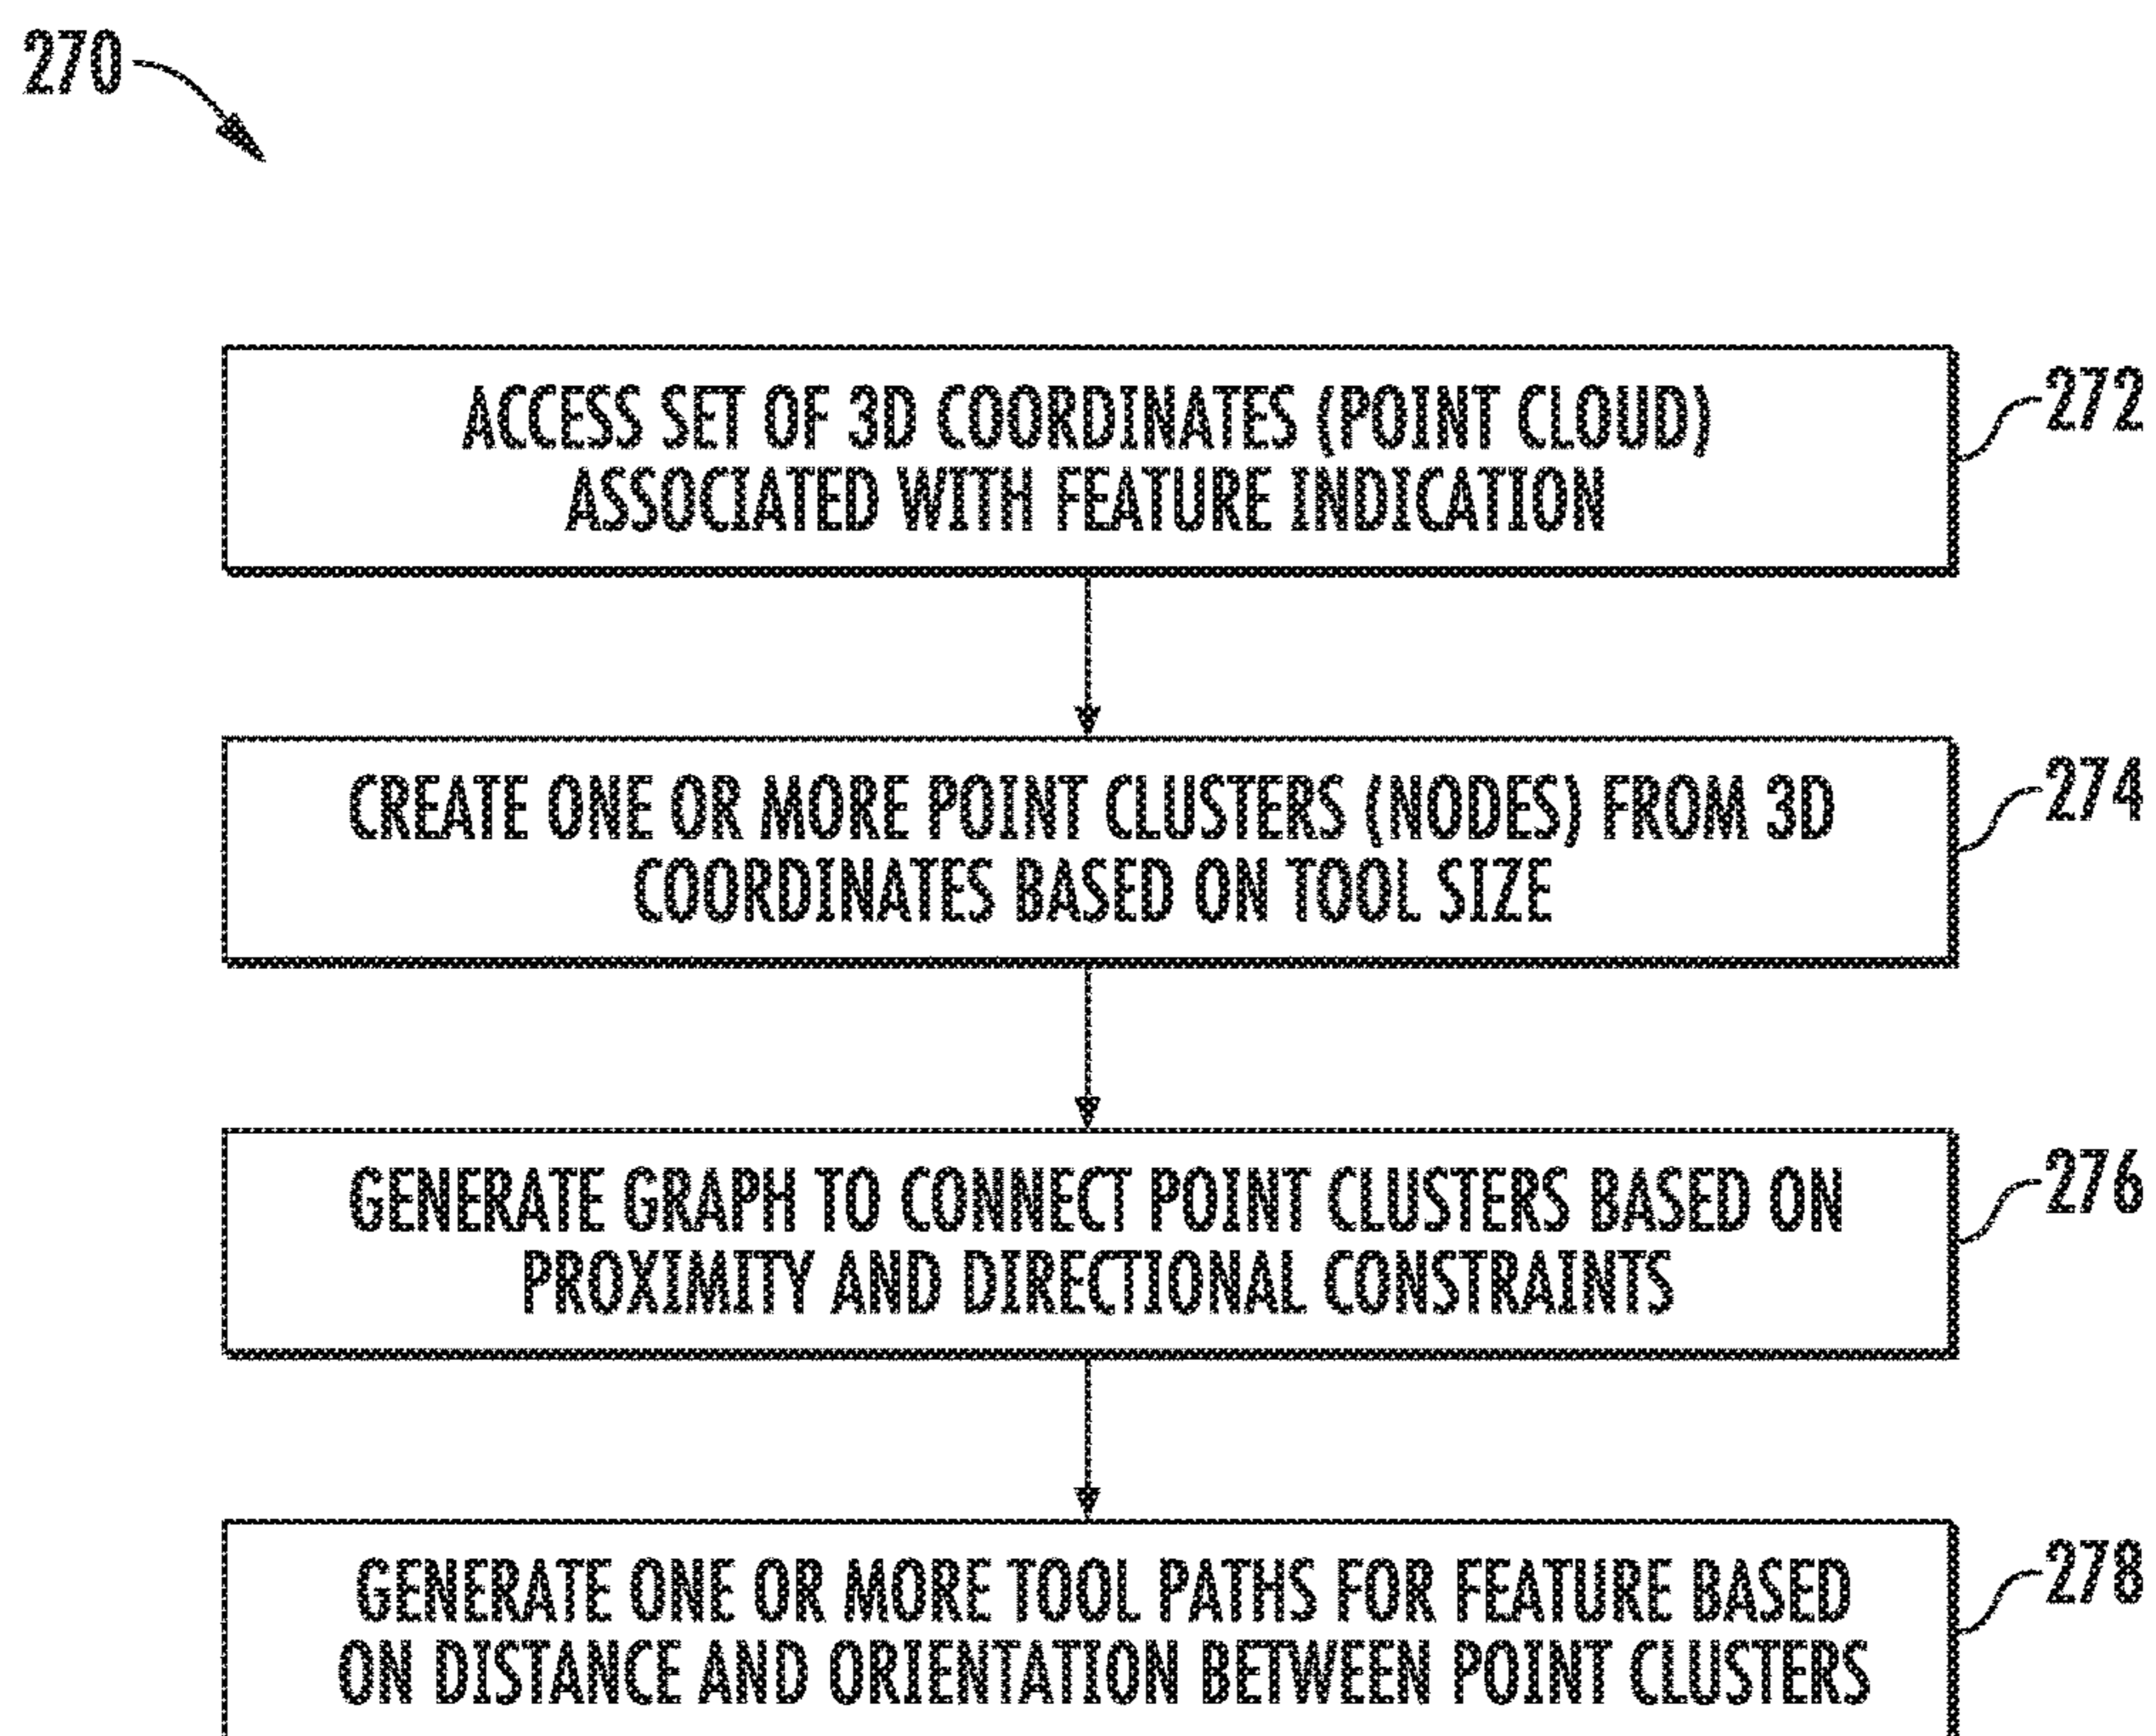 270
ACCESS SET OF 3D COORDINATES (POINT CLOUD)
ASSOCIATED WITH FEATURE INDICATION
272
CREATE ONE OR MORE POINT CLUSTERS (NODES) FROM 3D
COORDINATES BASED ON TOOL SIZE
274
GENERATE GRAPH TO CONNECT POINT CLUSTERS BASED ON
PROXIMITY AND DIRECTIONAL CONSTRAINTS
276
GENERATE ONE OR MORE TOOL PATHS FOR FEATURE BASED
ON DISTANCE AND ORIENTATION BETWEEN POINT CLUSTERS
278